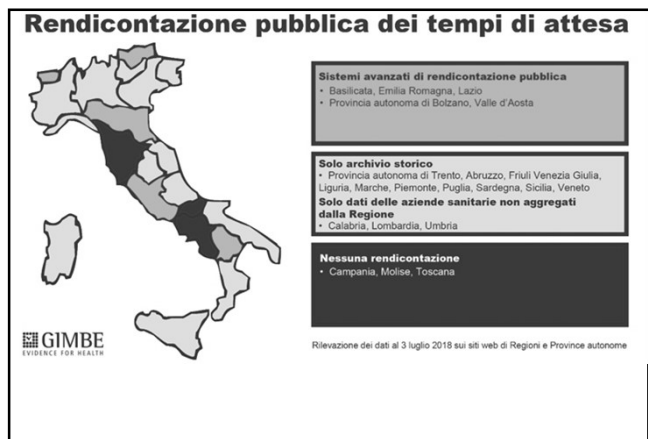 Rendicontazione pubblica dei tempi di attesa
Sistemi avanzati di rendicontazione pubblica
• Basilicata, Emilia Romagna, Lazio
• Provincia autonoma di Bolzano, Valle d'Aosta
Solo archivio storico
• Provincia autonoma di Trento, Abruzzo, Friuli Venezia Giulia,
Liguria, Marche, Piemonte, Puglia, Sardegna, Sicilia, Veneto
Solo dati delle aziende sanitarie non aggregati
dalla Regione
• Calabria, Lombardia, Umbria
Nessuna rendicontazione
• Campania, Molise, Toscana
GIMBE
EVIDENCE FOR HEALTH
Rilevazione dei dati al 3 luglio 2018 sui siti web di Regioni e Province autonome